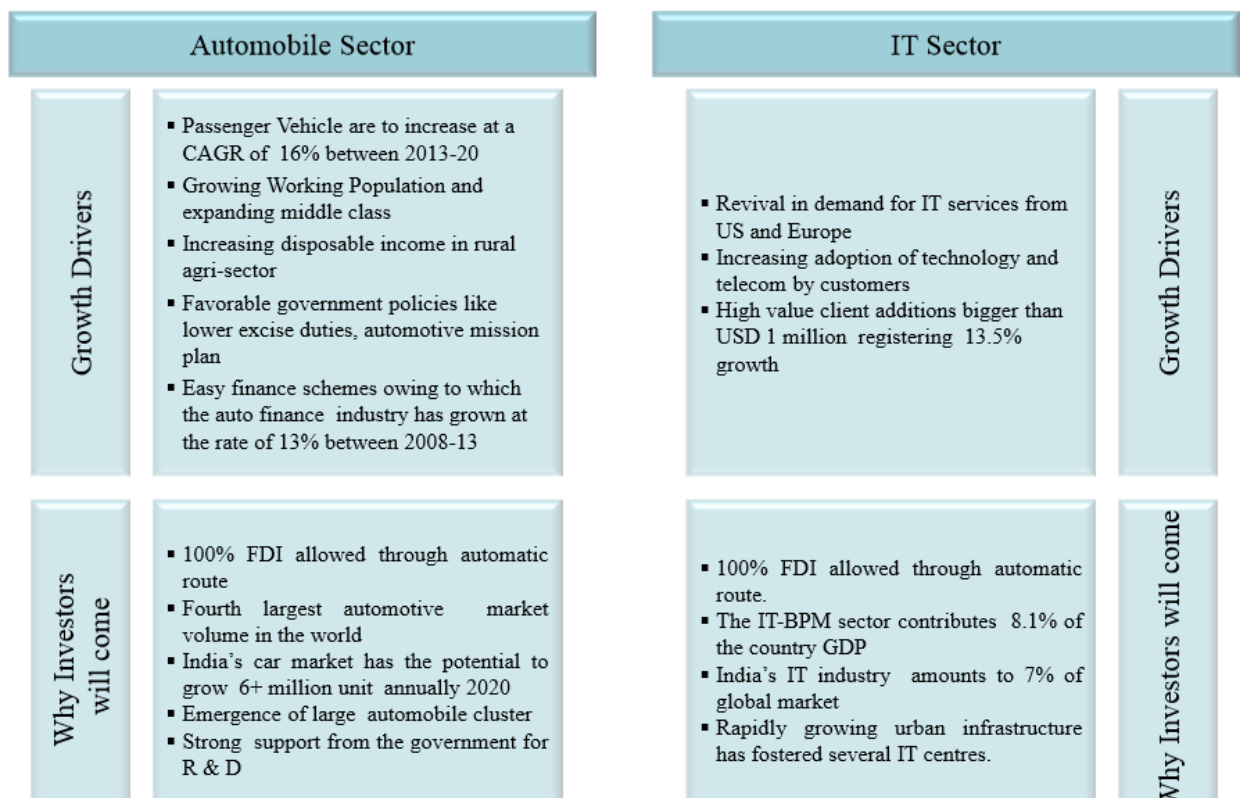 Automobile Sector
Growth Drivers
▪ Passenger Vehicle are to increase at a
CAGR of 16% between 2013-20
▪ Growing Working Population and
expanding middle class
▪ Increasing disposable income in rural
agri-sector
▪ Favorable government policies like
lower excise duties, automotive mission
plan
▪ Easy finance schemes owing to which
the auto finance industry has grown at
the rate of 13% between 2008-13
Why Investors
will come
▪ 100% FDI allowed through automatic
route
▪ Fourth largest automotive market
volume in the world
▪ India's car market has the potential to
grow 6+ million unit annually 2020
▪ Emergence of large automobile cluster
▪ Strong support from the government for
R & D
IT Sector
▪ Revival in demand for IT services from
US and Europe
▪ Increasing adoption of technology and
telecom by customers
▪ High value client additions bigger than
USD 1 million registering 13.5%
growth
Growth Drivers
▪ 100% FDI allowed through automatic
route.
▪ The IT-BPM sector contributes 8.1% of
the country GDP
▪ India's IT industry amounts to 7% of
global market
▪ Rapidly growing urban infrastructure
has fostered several IT centres.
Why Investors will come